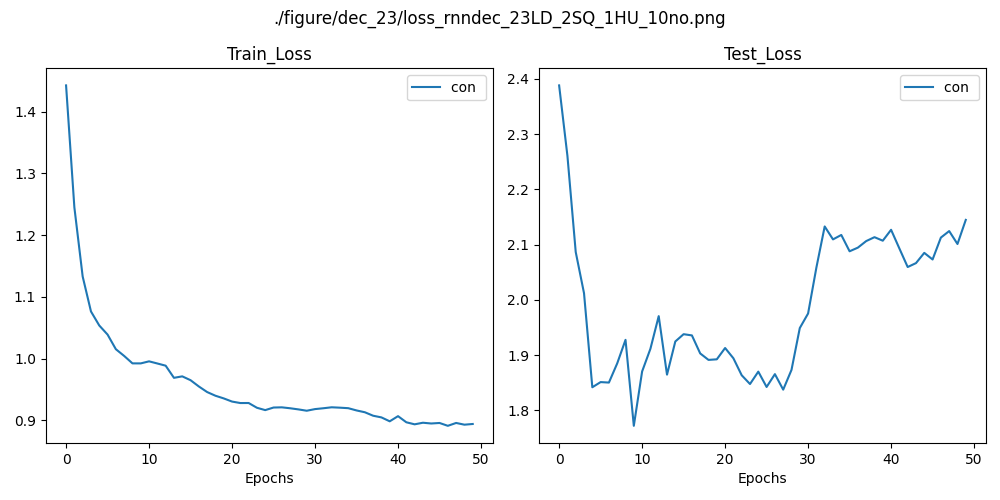 ./figure/dec_23/loss_rnndec_23LD_2SQ_1HU_10no.png
Train_Loss
con
1.4
1.3
1.2
1.1
1.0
0.9
0 10 20 30 40 50
Epochs
Test_Loss
con
2.4
2.3
2.2
2.1
2.0
1.9
1.8
0 10 20 30 40 50
Epochs